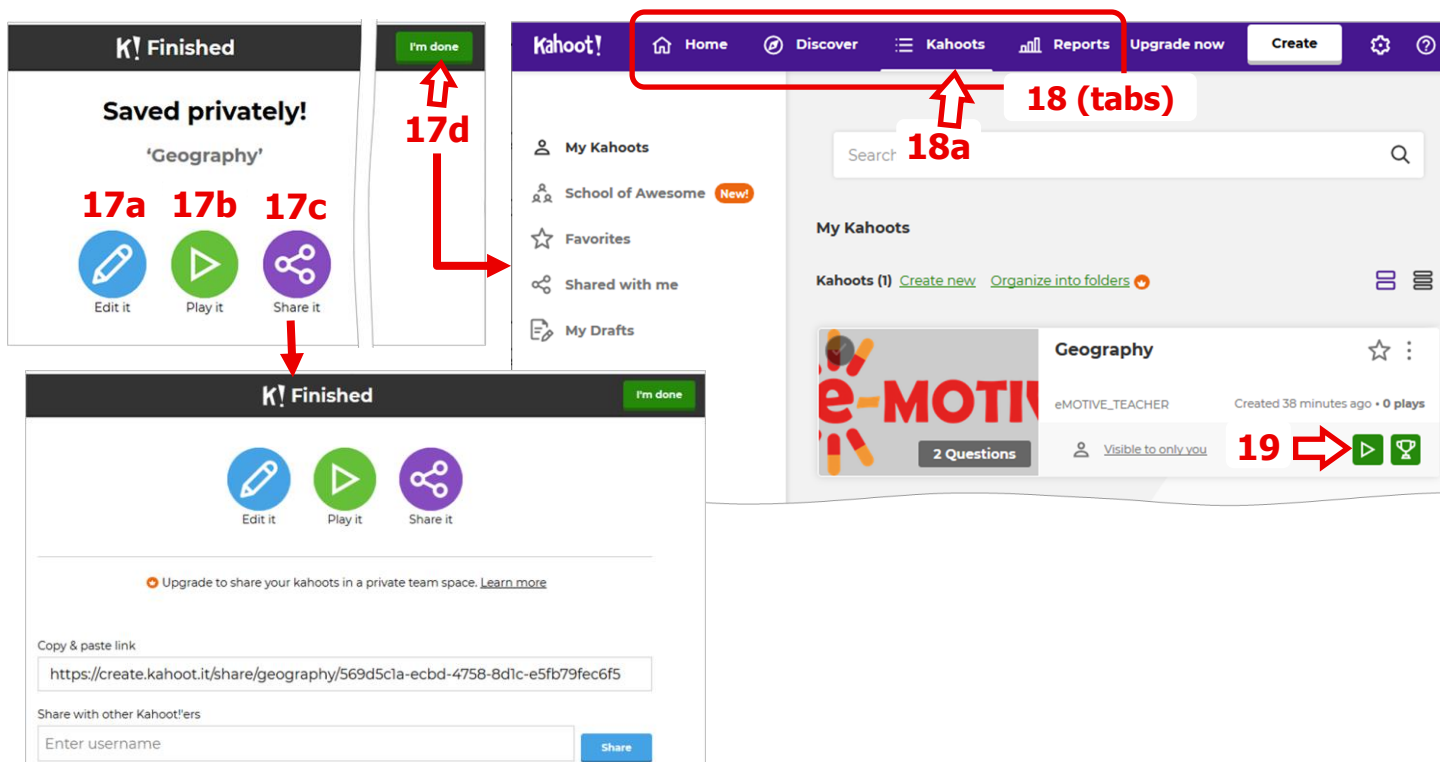 K! Finished
I'm done
Saved privately!
‘Geography’
17a 17b 17c
Edit it Play it Share it
17d
Kahoot! Home Discover Kahoots Reports Upgrade now Create
18 (tabs)
18a
My Kahoots
School of Awesome New!
Favorites
Shared with me
My Drafts
Search
My Kahoots
Kahoots (1) Create new Organize into folders
e-MOTIV
2 Questions
Geography
eMOTIVE_TEACHER Created 38 minutes ago • 0 plays
Visible to only you
19
K! Finished
I'm done
Edit it Play it Share it
Upgrade to share your kahoots in a private team space. Learn more
Copy & paste link
https://create.kahoot.it/share/geography/569d5c1a-ecbd-4758-8d1c-e5fb79fec6f5
Share with other Kahoot!'ers
Enter username
Share